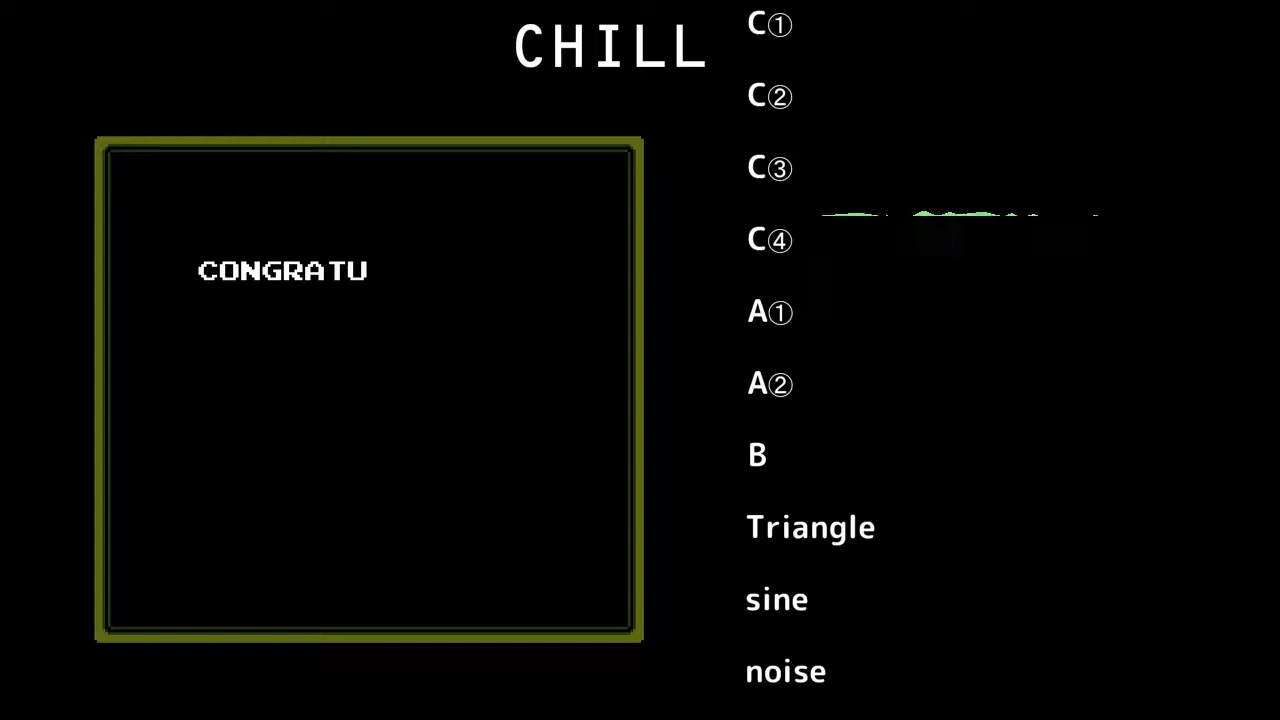 CHILL
CONGRATU
C①
C②
C③
C④
A①
A②
B
Triangle
sine
noise